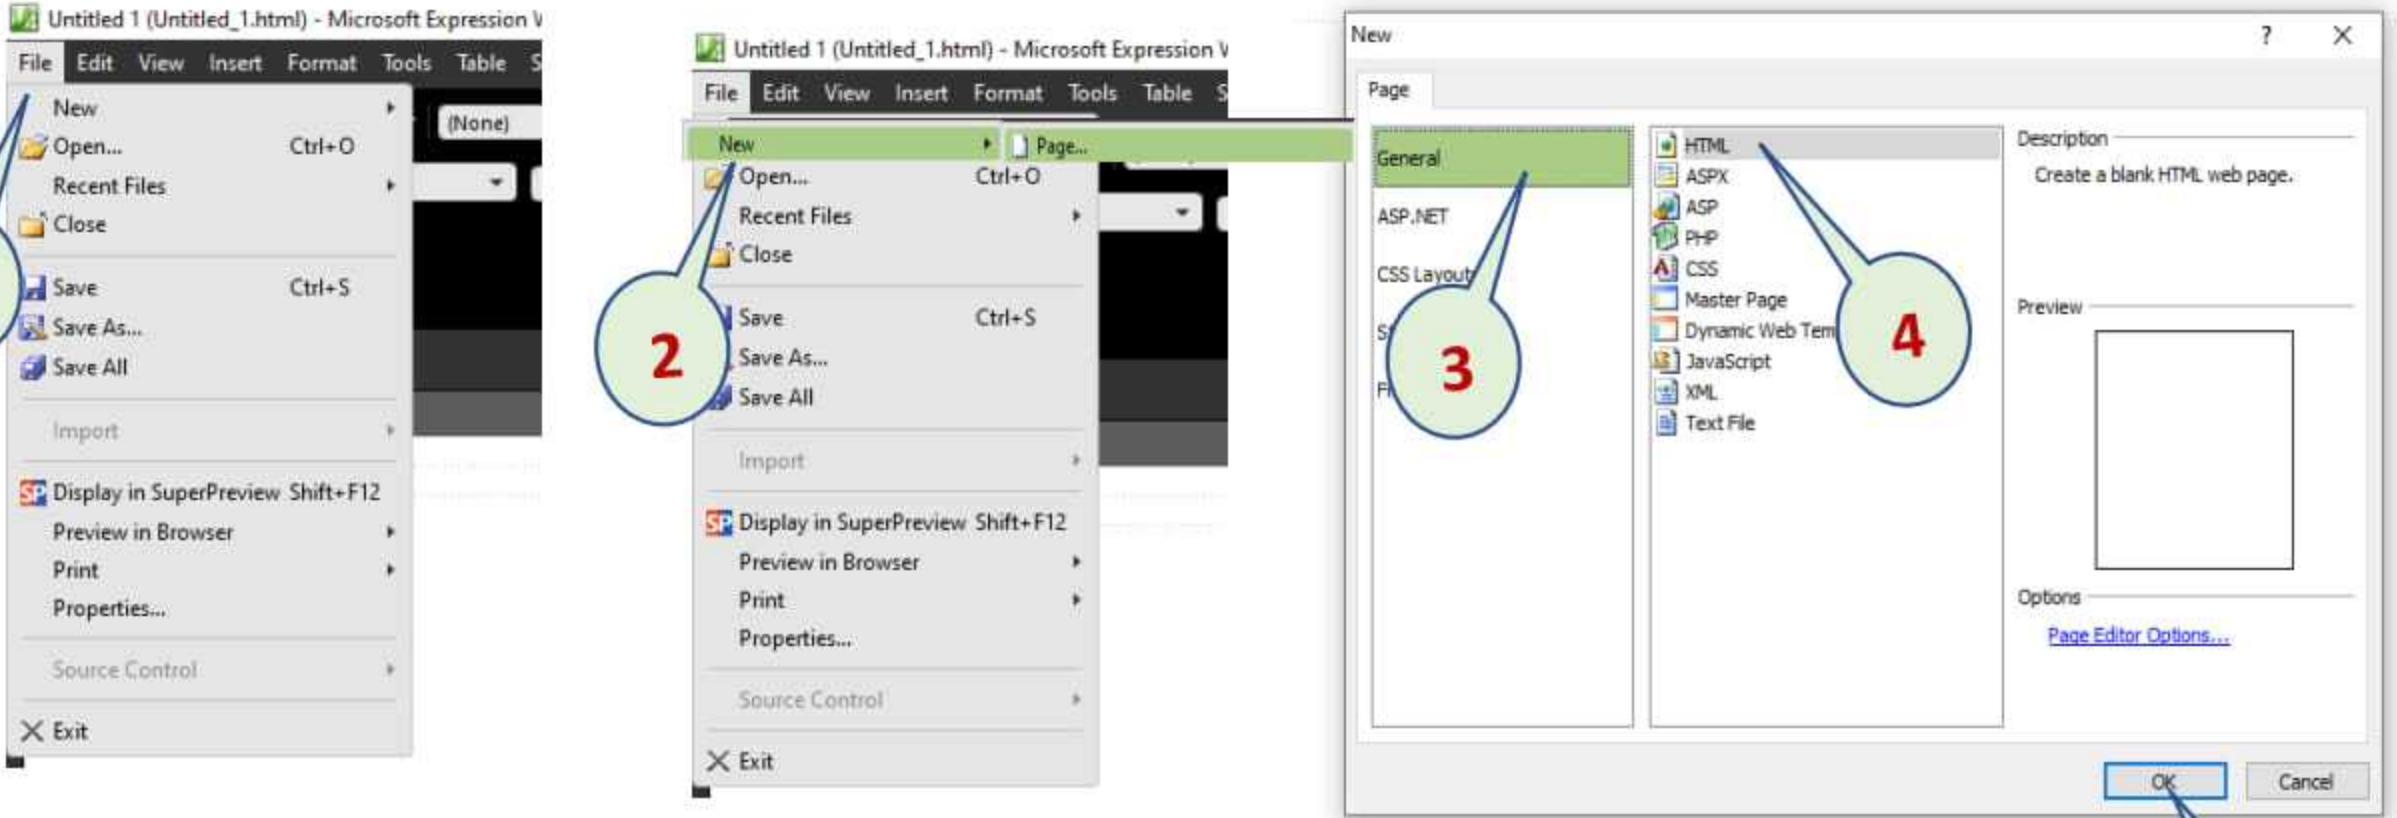 Untitled 1 (Untitled_1.html) - Microsoft Expression
File Edit View Insert Format Tools Table S
New
(None)
Open... Ctrl+O
Recent Files
Close
Save Ctrl+S
Save As...
Save All
Import
SP Display in SuperPreview Shift+F12
Preview in Browser
Print
Properties...
Source Control
Exit
Untitled 1 (Untitled_1.html) - Microsoft Expression
File Edit View Insert Format Tools Table S
New Page...
Open... Ctrl+O
Recent Files
Close
Save Ctrl+S
2
Save As...
Save All
Import
SP Display in SuperPreview Shift+F12
Preview in Browser
Print
Properties...
Source Control
Exit
New ?
Page
General
ASP.NET
CSS Layout
3
HTML
ASPX
ASP
PHP
CSS
Master Page
Dynamic Web Tem
JavaScript
XML
Text File
4
Description
Create a blank HTML web page.
Preview
Options
Page Editor Options...
OK Cancel